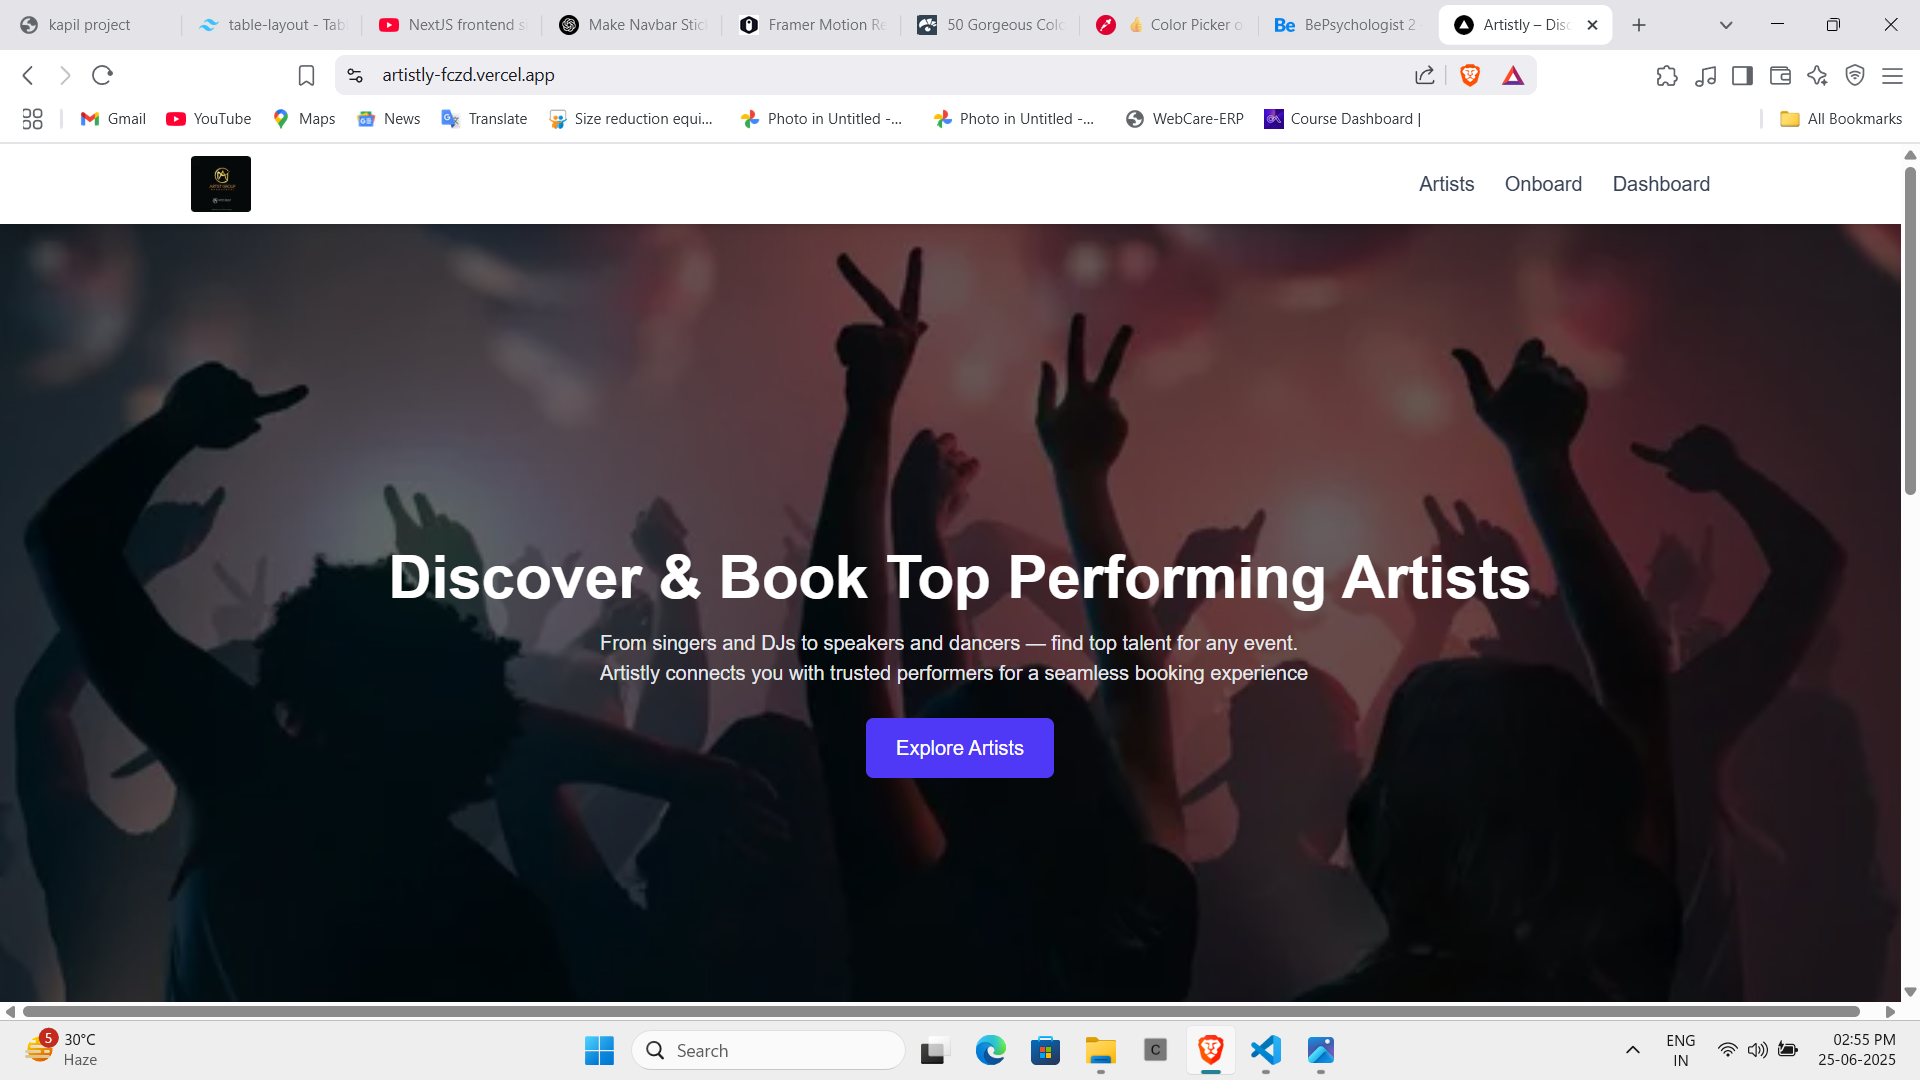 kapil project
table-layout - Tab
NextJS frontend s
Make Navbar Stic
Framer Motion Re
50 Gorgeous Colo
Color Picker o
BePsychologist 2
Artistly – Disc
artistly-fczd.vercel.app
Gmail
YouTube
Maps
News
Translate
Size reduction equi...
Photo in Untitled -...
Photo in Untitled -...
WebCare-ERP
Course Dashboard |
All Bookmarks
Artists
Onboard
Dashboard
Discover & Book Top Performing Artists
From singers and DJs to speakers and dancers — find top talent for any event.
Artistly connects you with trusted performers for a seamless booking experience
Explore Artists
5
30°C
Haze
Search
ENG
IN
02:55 PM
25-06-2025